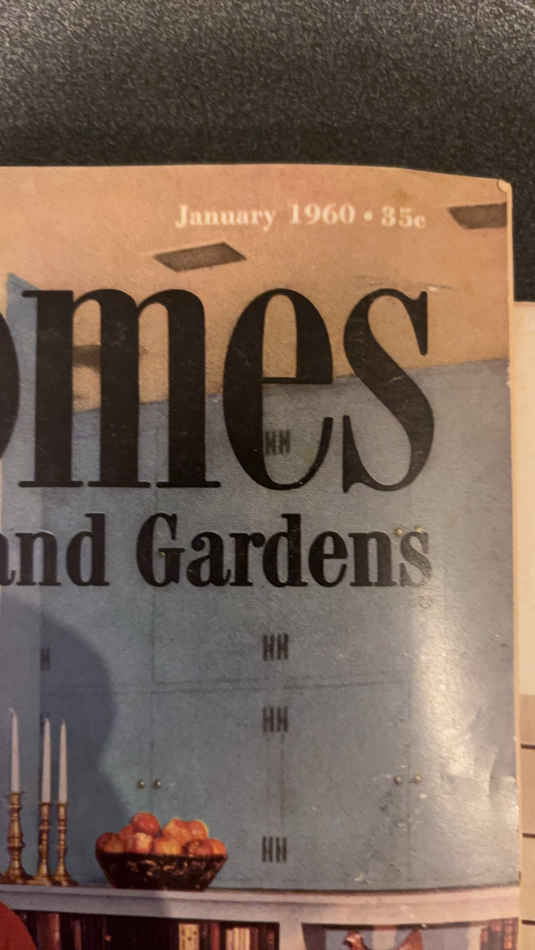 January 1960 • 35c
omes
and Gardens